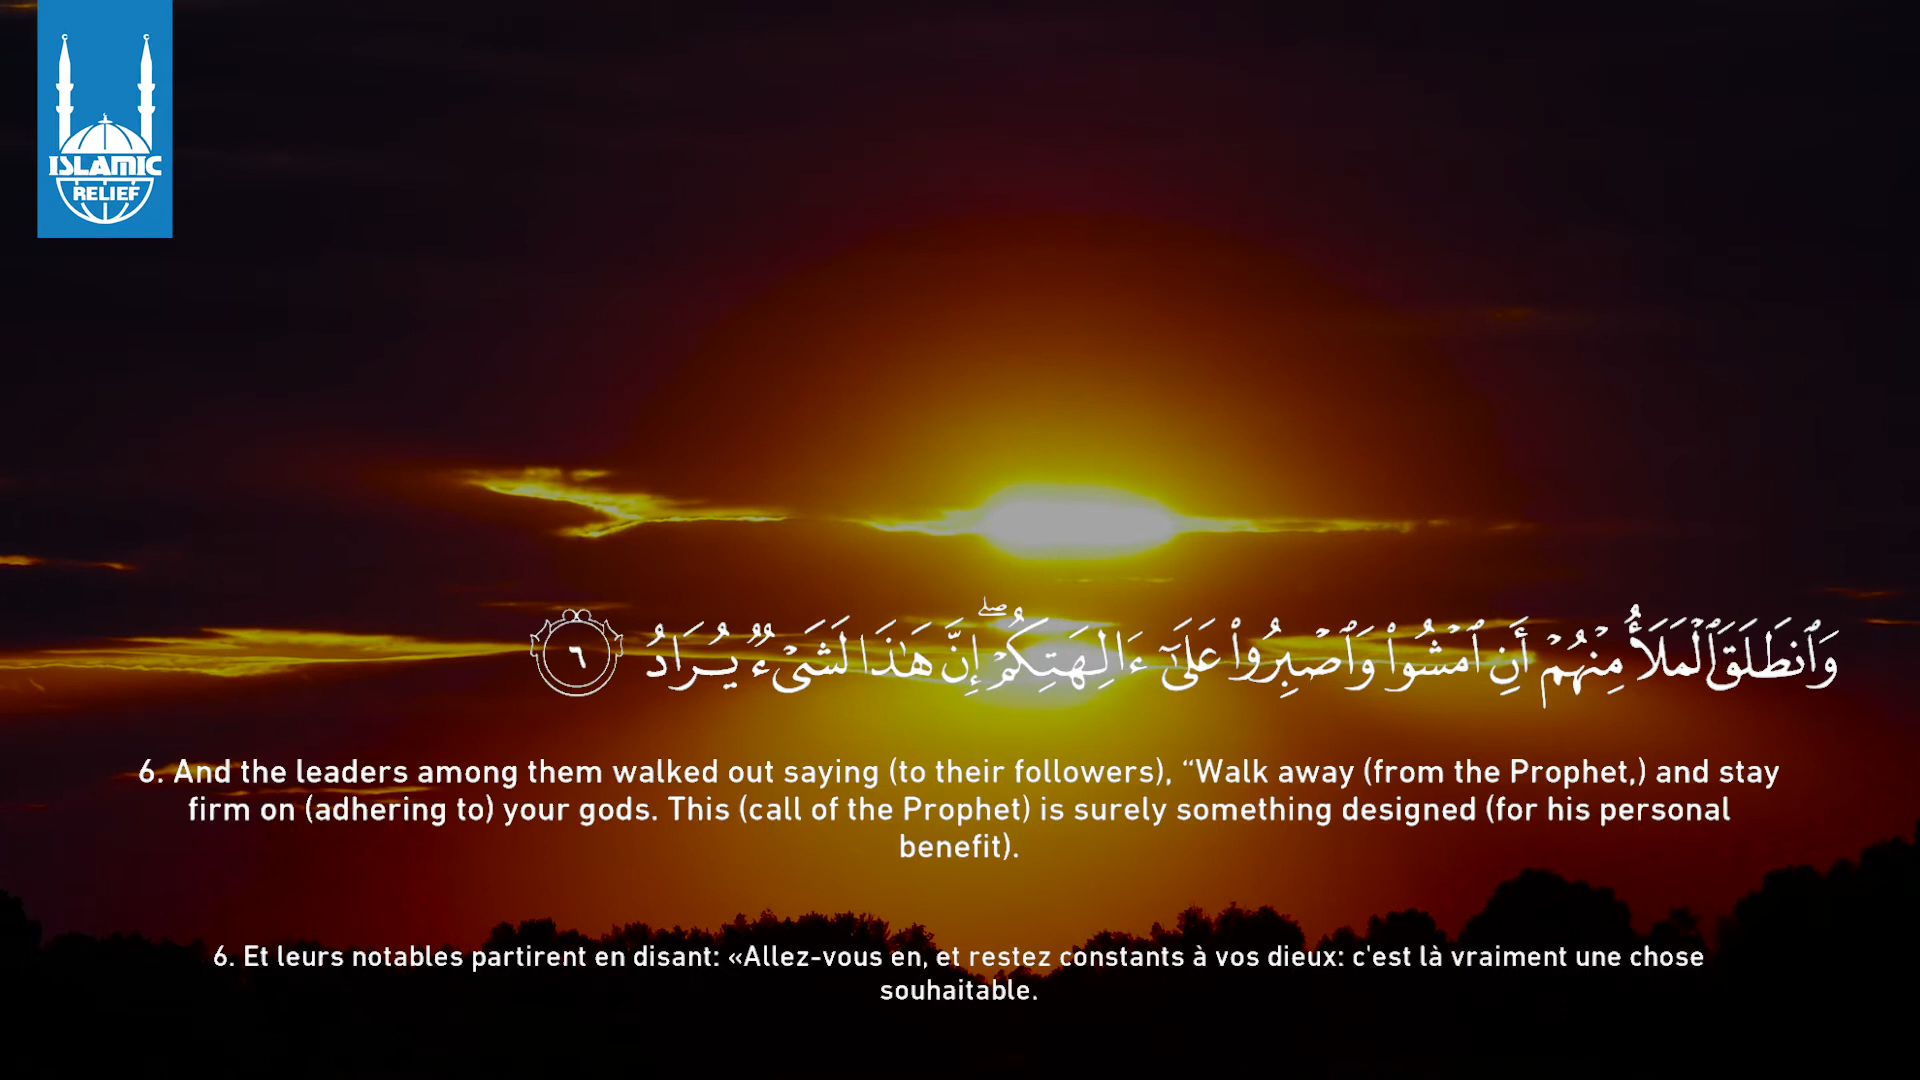 ISLAMIC
RELIEF
وَٱنطَلَقَ ٱلْمَلَأُ مِنْهُمْ أَنِ ٱمْشُوا۟ وَٱصْبِرُوا۟ عَلَىٰٓ ءَالِهَتِكُمْ ۖ إِنَّ هَـٰذَا لَشَىْءٌ يُرَادُ ٦
6. And the leaders among them walked out saying (to their followers), “Walk away (from the Prophet,) and stay
firm on (adhering to) your gods. This (call of the Prophet) is surely something designed (for his personal
benefit).
6. Et leurs notables partirent en disant: «Allez-vous en, et restez constants à vos dieux: c'est là vraiment une chose
souhaitable.